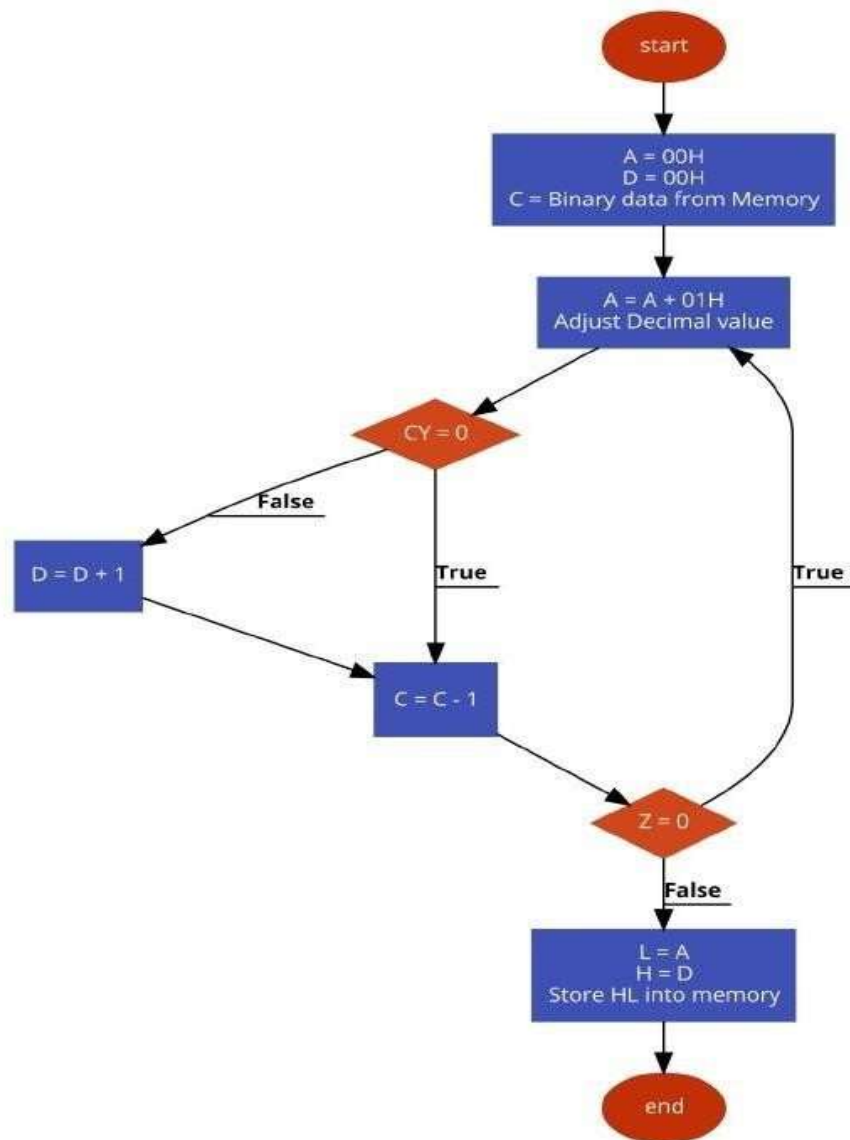 start
A = 00H
D = 00H
C = Binary data from Memory
A = A + 01H
Adjust Decimal value
CY = 0
False
D = D + 1
True
True
C = C - 1
Z = 0
False
L = A
H = D
Store HL into memory
end